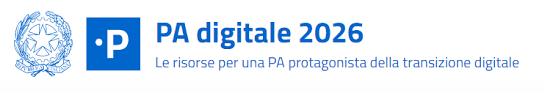 ·P
PA digitale 2026
Le risorse per una PA protagonista della transizione digitale